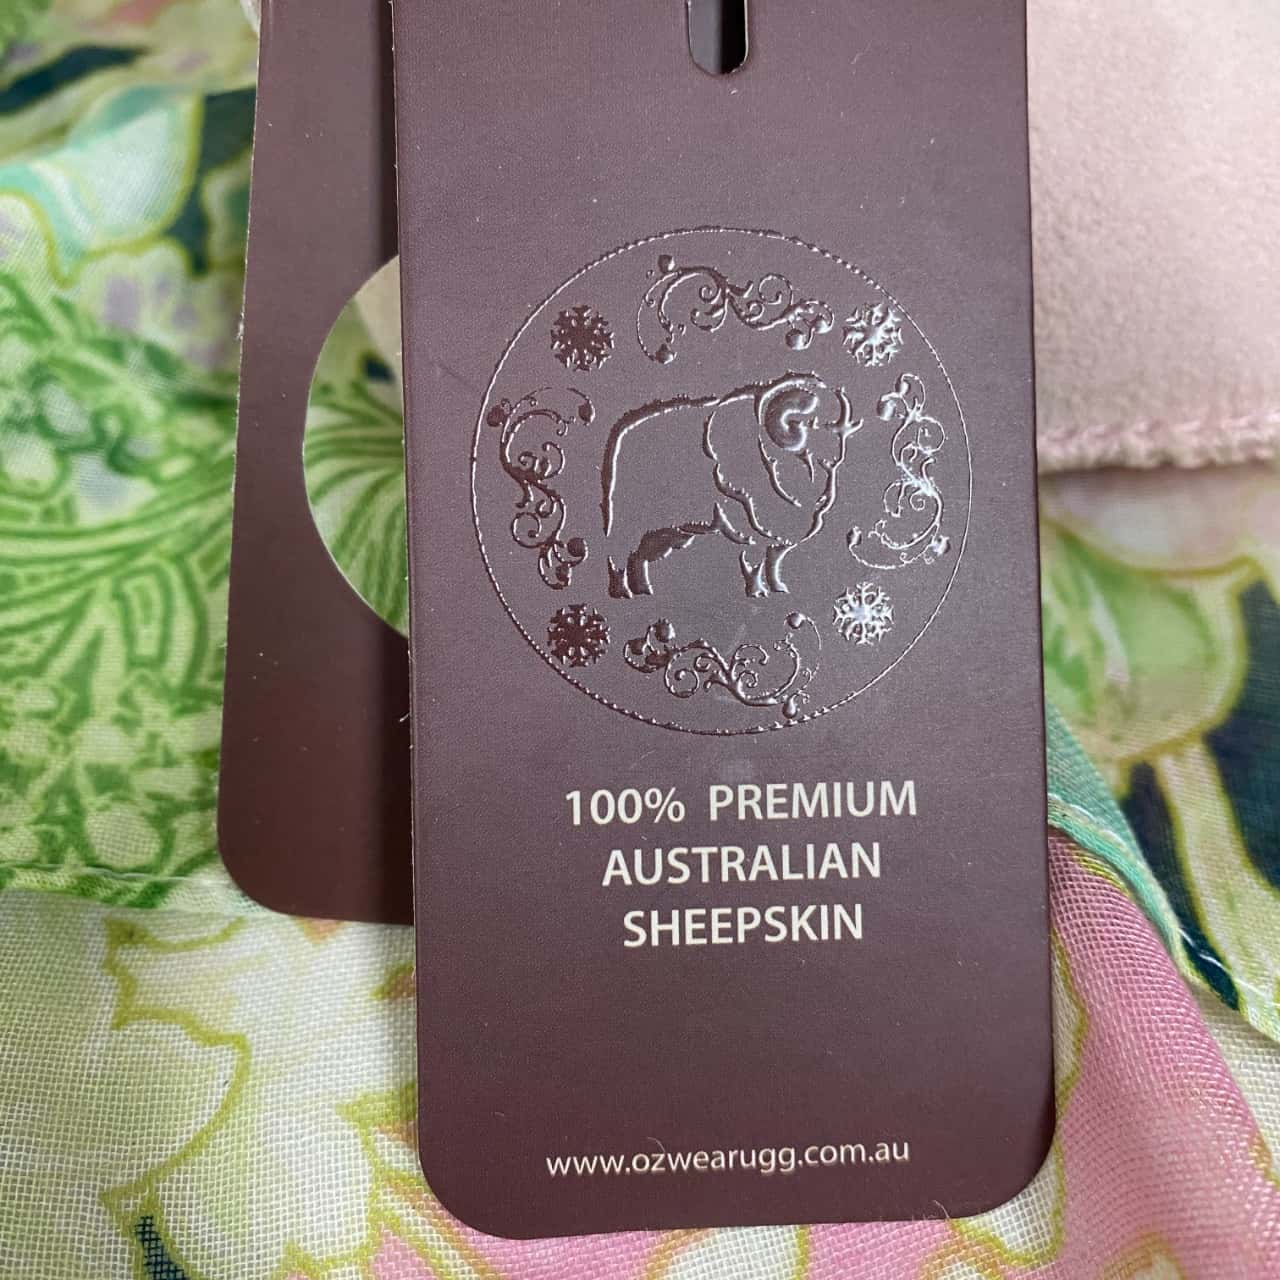 100% PREMIUM
AUSTRALIAN
SHEEPSKIN
www.ozwearugg.com.au